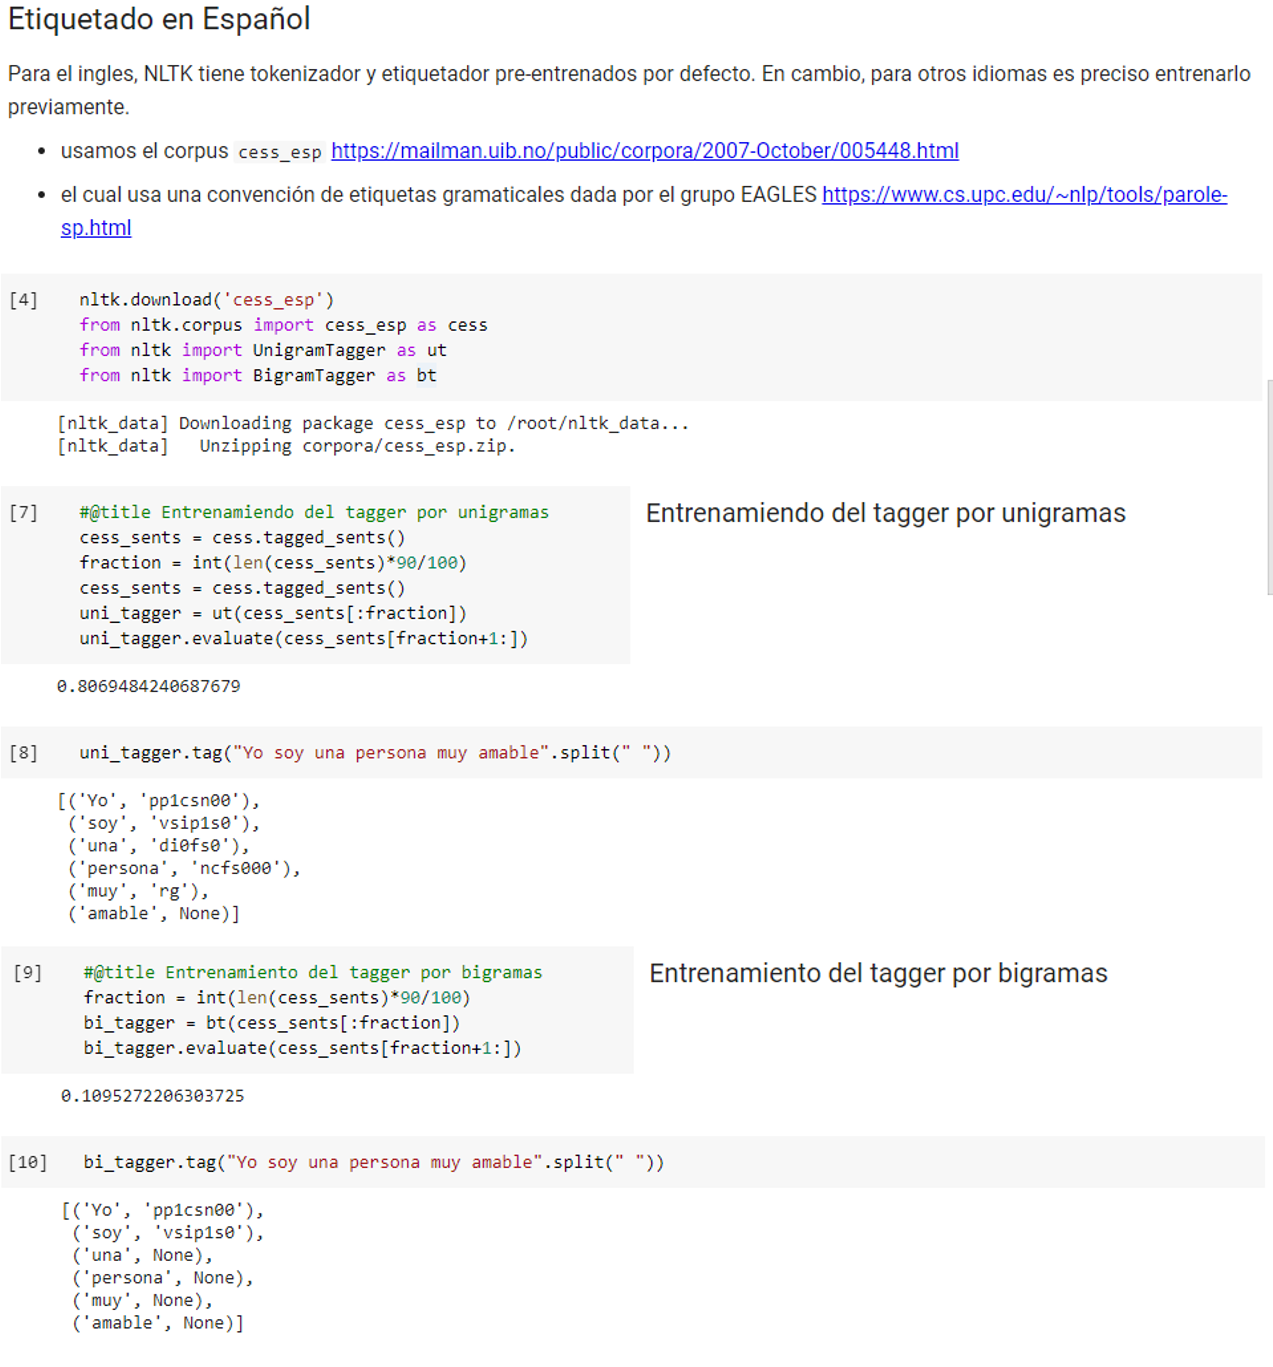 Etiquetado en Español
Para el ingles, NLTK tiene tokenizador y etiquetador pre-entrenados por defecto. En cambio, para otros idiomas es preciso entrenarlo
previamente.
• usamos el corpus cess_esp https://mailman.uib.no/public/corpora/2007-October/005448.html
• el cual usa una convención de etiquetas gramaticales dada por el grupo EAGLES https://www.cs.upc.edu/~nlp/tools/parole-
sp.html
[4] nltk.download('cess_esp')
from nltk.corpus import cess_esp as cess
from nltk import UnigramTagger as ut
from nltk import BigramTagger as bt
[nltk_data] Downloading package cess_esp to /root/nltk_data...
[nltk_data]   Unzipping corpora/cess_esp.zip.
[7] #@title Entrenamiendo del tagger por unigramas
cess_sents = cess.tagged_sents()
fraction = int(len(cess_sents)*90/100)
cess_sents = cess.tagged_sents()
uni_tagger = ut(cess_sents[:fraction])
uni_tagger.evaluate(cess_sents[fraction+1:])
Entrenamiendo del tagger por unigramas
0.8069484240687679
[8] uni_tagger.tag("Yo soy una persona muy amable".split(" "))
[('Yo', 'pp1csn00'),
('soy', 'vsip1s0'),
('una', 'di0fs0'),
('persona', 'ncfs000'),
('muy', 'rg'),
('amable', None)]
[9] #@title Entrenamiento del tagger por bigramas
fraction = int(len(cess_sents)*90/100)
bi_tagger = bt(cess_sents[:fraction])
bi_tagger.evaluate(cess_sents[fraction+1:])
Entrenamiento del tagger por bigramas
0.1095272206303725
[10] bi_tagger.tag("Yo soy una persona muy amable".split(" "))
[('Yo', 'pp1csn00'),
('soy', 'vsip1s0'),
('una', None),
('persona', None),
('muy', None),
('amable', None)]